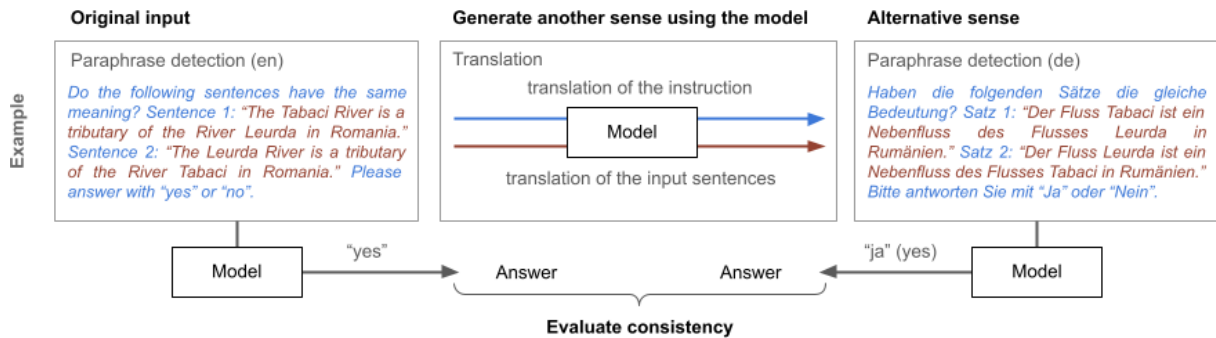 Original input
Generate another sense using the model
Alternative sense
Example
Paraphrase detection (en)
Do the following sentences have the same
meaning? Sentence 1: “The Tabaci River is a
tributary of the River Leurda in Romania.”
Sentence 2: “The Leurda River is a tributary
of the River Tabaci in Romania.” Please
answer with “yes” or “no”.
Translation
translation of the instruction
Model
translation of the input sentences
Paraphrase detection (de)
Haben die folgenden Sätze die gleiche
Bedeutung? Satz 1: “Der Fluss Tabaci ist ein
Nebenfluss des Flusses Leurda in
Rumänien.” Satz 2: “Der Fluss Leurda ist ein
Nebenfluss des Flusses Tabaci in Rumänien.”
Bitte antworten Sie mit “Ja” oder “Nein”.
Model
“yes”
Answer
Answer
“ja” (yes)
Model
Evaluate consistency